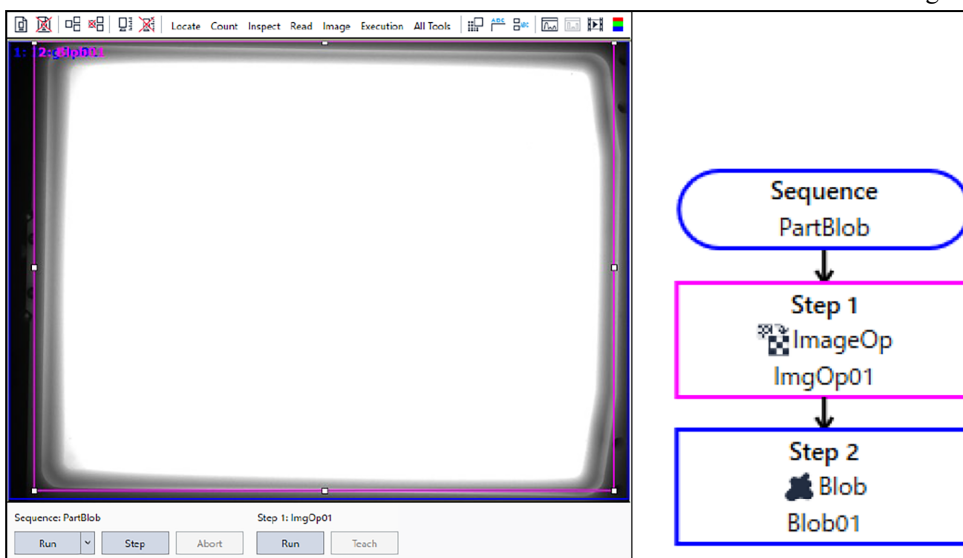 Locate Count Inspect Read Image Execution All Tools
Sequence: PartBlob
Step 1: ImgOp01
Run Step Abort Run Teach
Sequence
PartBlob
Step 1
ImageOp
ImgOp01
Step 2
Blob
Blob01